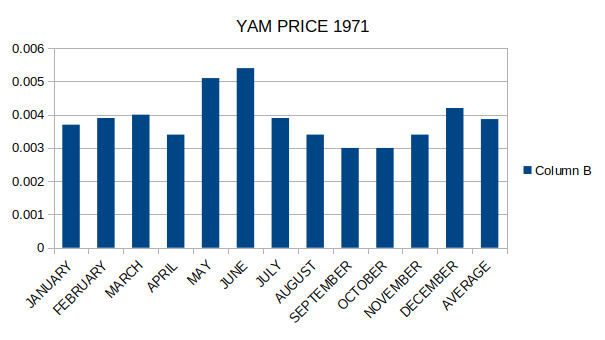 YAM PRICE 1971
0.006
0.005
0.004
0.003
0.002
0.001
0
Column B
JANUARY
FEBRUARY
MARCH
APRIL
MAY
JUNE
JULY
AUGUST
SEPTEMBER
OCTOBER
NOVEMBER
DECEMBER
AVERAGE